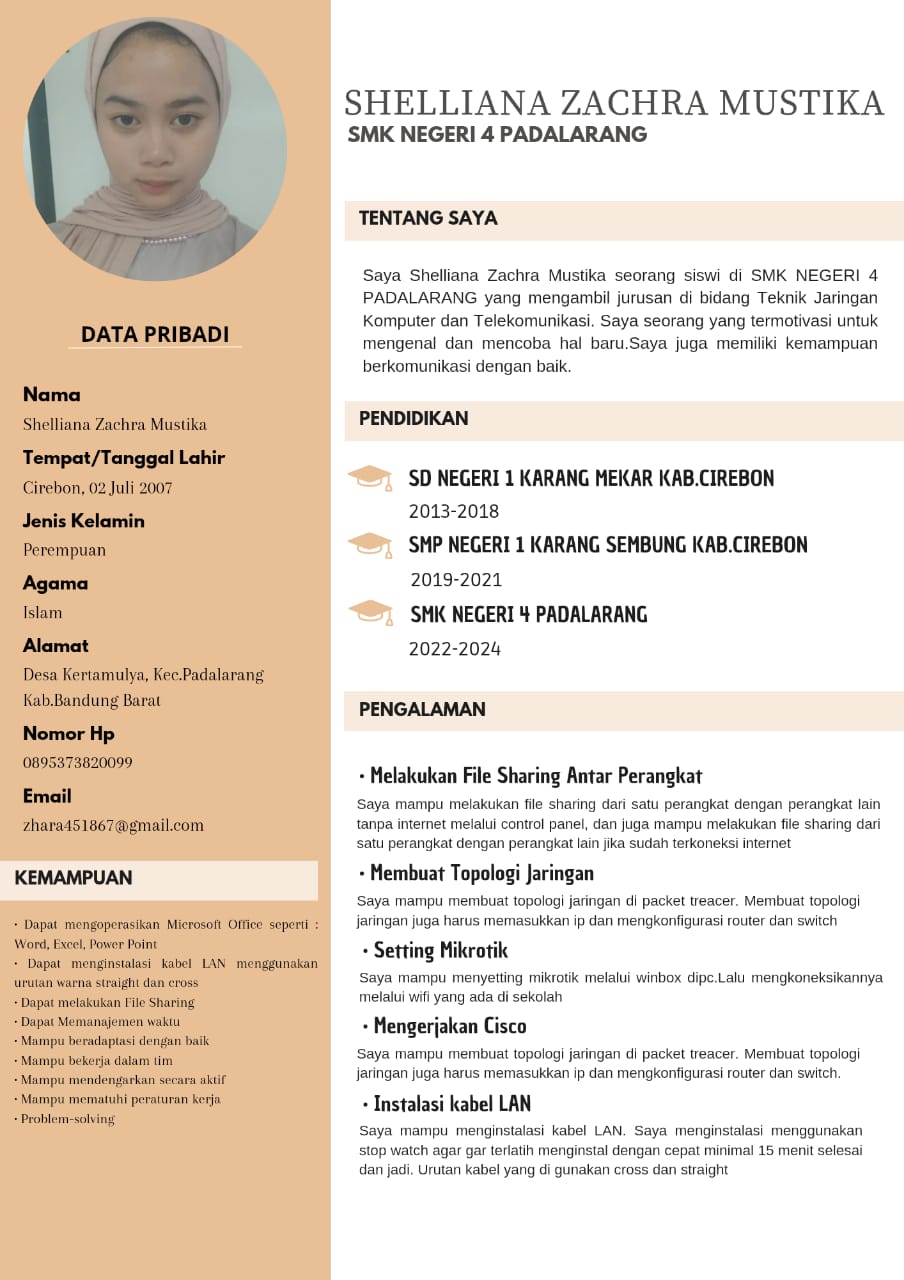 SHELLIANA ZACHRA MUSTIKA
SMK NEGERI 4 PADALARANG
DATA PRIBADI
Nama
Shelliana Zachra Mustika
Tempat/Tanggal Lahir
Cirebon, 02 Juli 2007
Jenis Kelamin
Perempuan
Agama
Islam
Alamat
Desa Kertamulya, Kec.Padalarang
Kab.Bandung Barat
Nomor Hp
0895373820099
Email
zhara451867@gmail.com
KEMAMPUAN
• Dapat mengoperasikan Microsoft Office seperti :
Word, Excel, Power Point
• Dapat menginstalasi kabel LAN menggunakan
urutan warna straight dan cross
• Dapat melakukan File Sharing
• Dapat Memanajemen waktu
• Mampu beradaptasi dengan baik
• Mampu bekerja dalam tim
• Mampu mendengarkan secara aktif
• Mampu mematuhi peraturan kerja
• Problem-solving
TENTANG SAYA
Saya Shelliana Zachra Mustika seorang siswi di SMK NEGERI 4
PADALARANG yang mengambil jurusan di bidang Teknik Jaringan
Komputer dan Telekomunikasi. Saya seorang yang termotivasi untuk
mengenal dan mencoba hal baru.Saya juga memiliki kemampuan
berkomunikasi dengan baik.
PENDIDIKAN
SD NEGERI 1 KARANG MEKAR KAB.CIREBON
2013-2018
SMP NEGERI 1 KARANG SEMBUNG KAB.CIREBON
2019-2021
SMK NEGERI 4 PADALARANG
2022-2024
PENGALAMAN
• Melakukan File Sharing Antar Perangkat
Saya mampu melakukan file sharing dari satu perangkat dengan perangkat lain
tanpa internet melalui control panel, dan juga mampu melakukan file sharing dari
satu perangkat dengan perangkat lain jika sudah terkoneksi internet
• Membuat Topologi Jaringan
Saya mampu membuat topologi jaringan di packet treacer. Membuat topologi
jaringan juga harus memasukkan ip dan mengkonfigurasi router dan switch
• Setting Mikrotik
Saya mampu menyetting mikrotik melalui winbox dipc.Lalu mengkoneksikannya
melalui wifi yang ada di sekolah
• Mengerjakan Cisco
Saya mampu membuat topologi jaringan di packet treacer. Membuat topologi
jaringan juga harus memasukkan ip dan mengkonfigurasi router dan switch.
• Instalasi kabel LAN
Saya mampu menginstalasi kabel LAN. Saya menginstalasi menggunakan
stop watch agar gar terlatih menginstal dengan cepat minimal 15 menit selesai
dan jadi. Urutan kabel yang di gunakan cross dan straight